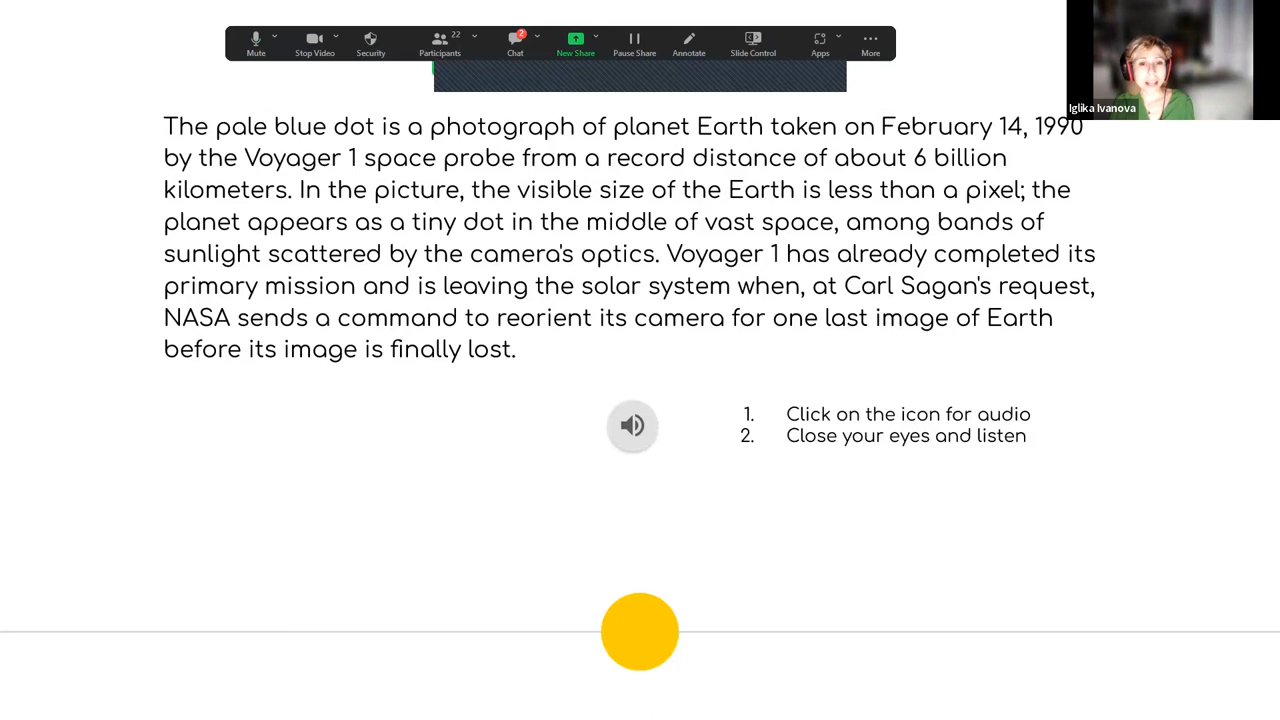 22
2
Mute
Stop Video
Security
Participants
Chat
New Share
Pause Share
Annotate
Slide Control
Apps
More
Iglika Ivanova
The pale blue dot is a photograph of planet Earth taken on February 14, 1990
by the Voyager 1 space probe from a record distance of about 6 billion
kilometers. In the picture, the visible size of the Earth is less than a pixel; the
planet appears as a tiny dot in the middle of vast space, among bands of
sunlight scattered by the camera's optics. Voyager 1 has already completed its
primary mission and is leaving the solar system when, at Carl Sagan's request,
NASA sends a command to reorient its camera for one last image of Earth
before its image is finally lost.
1. Click on the icon for audio
2. Close your eyes and listen